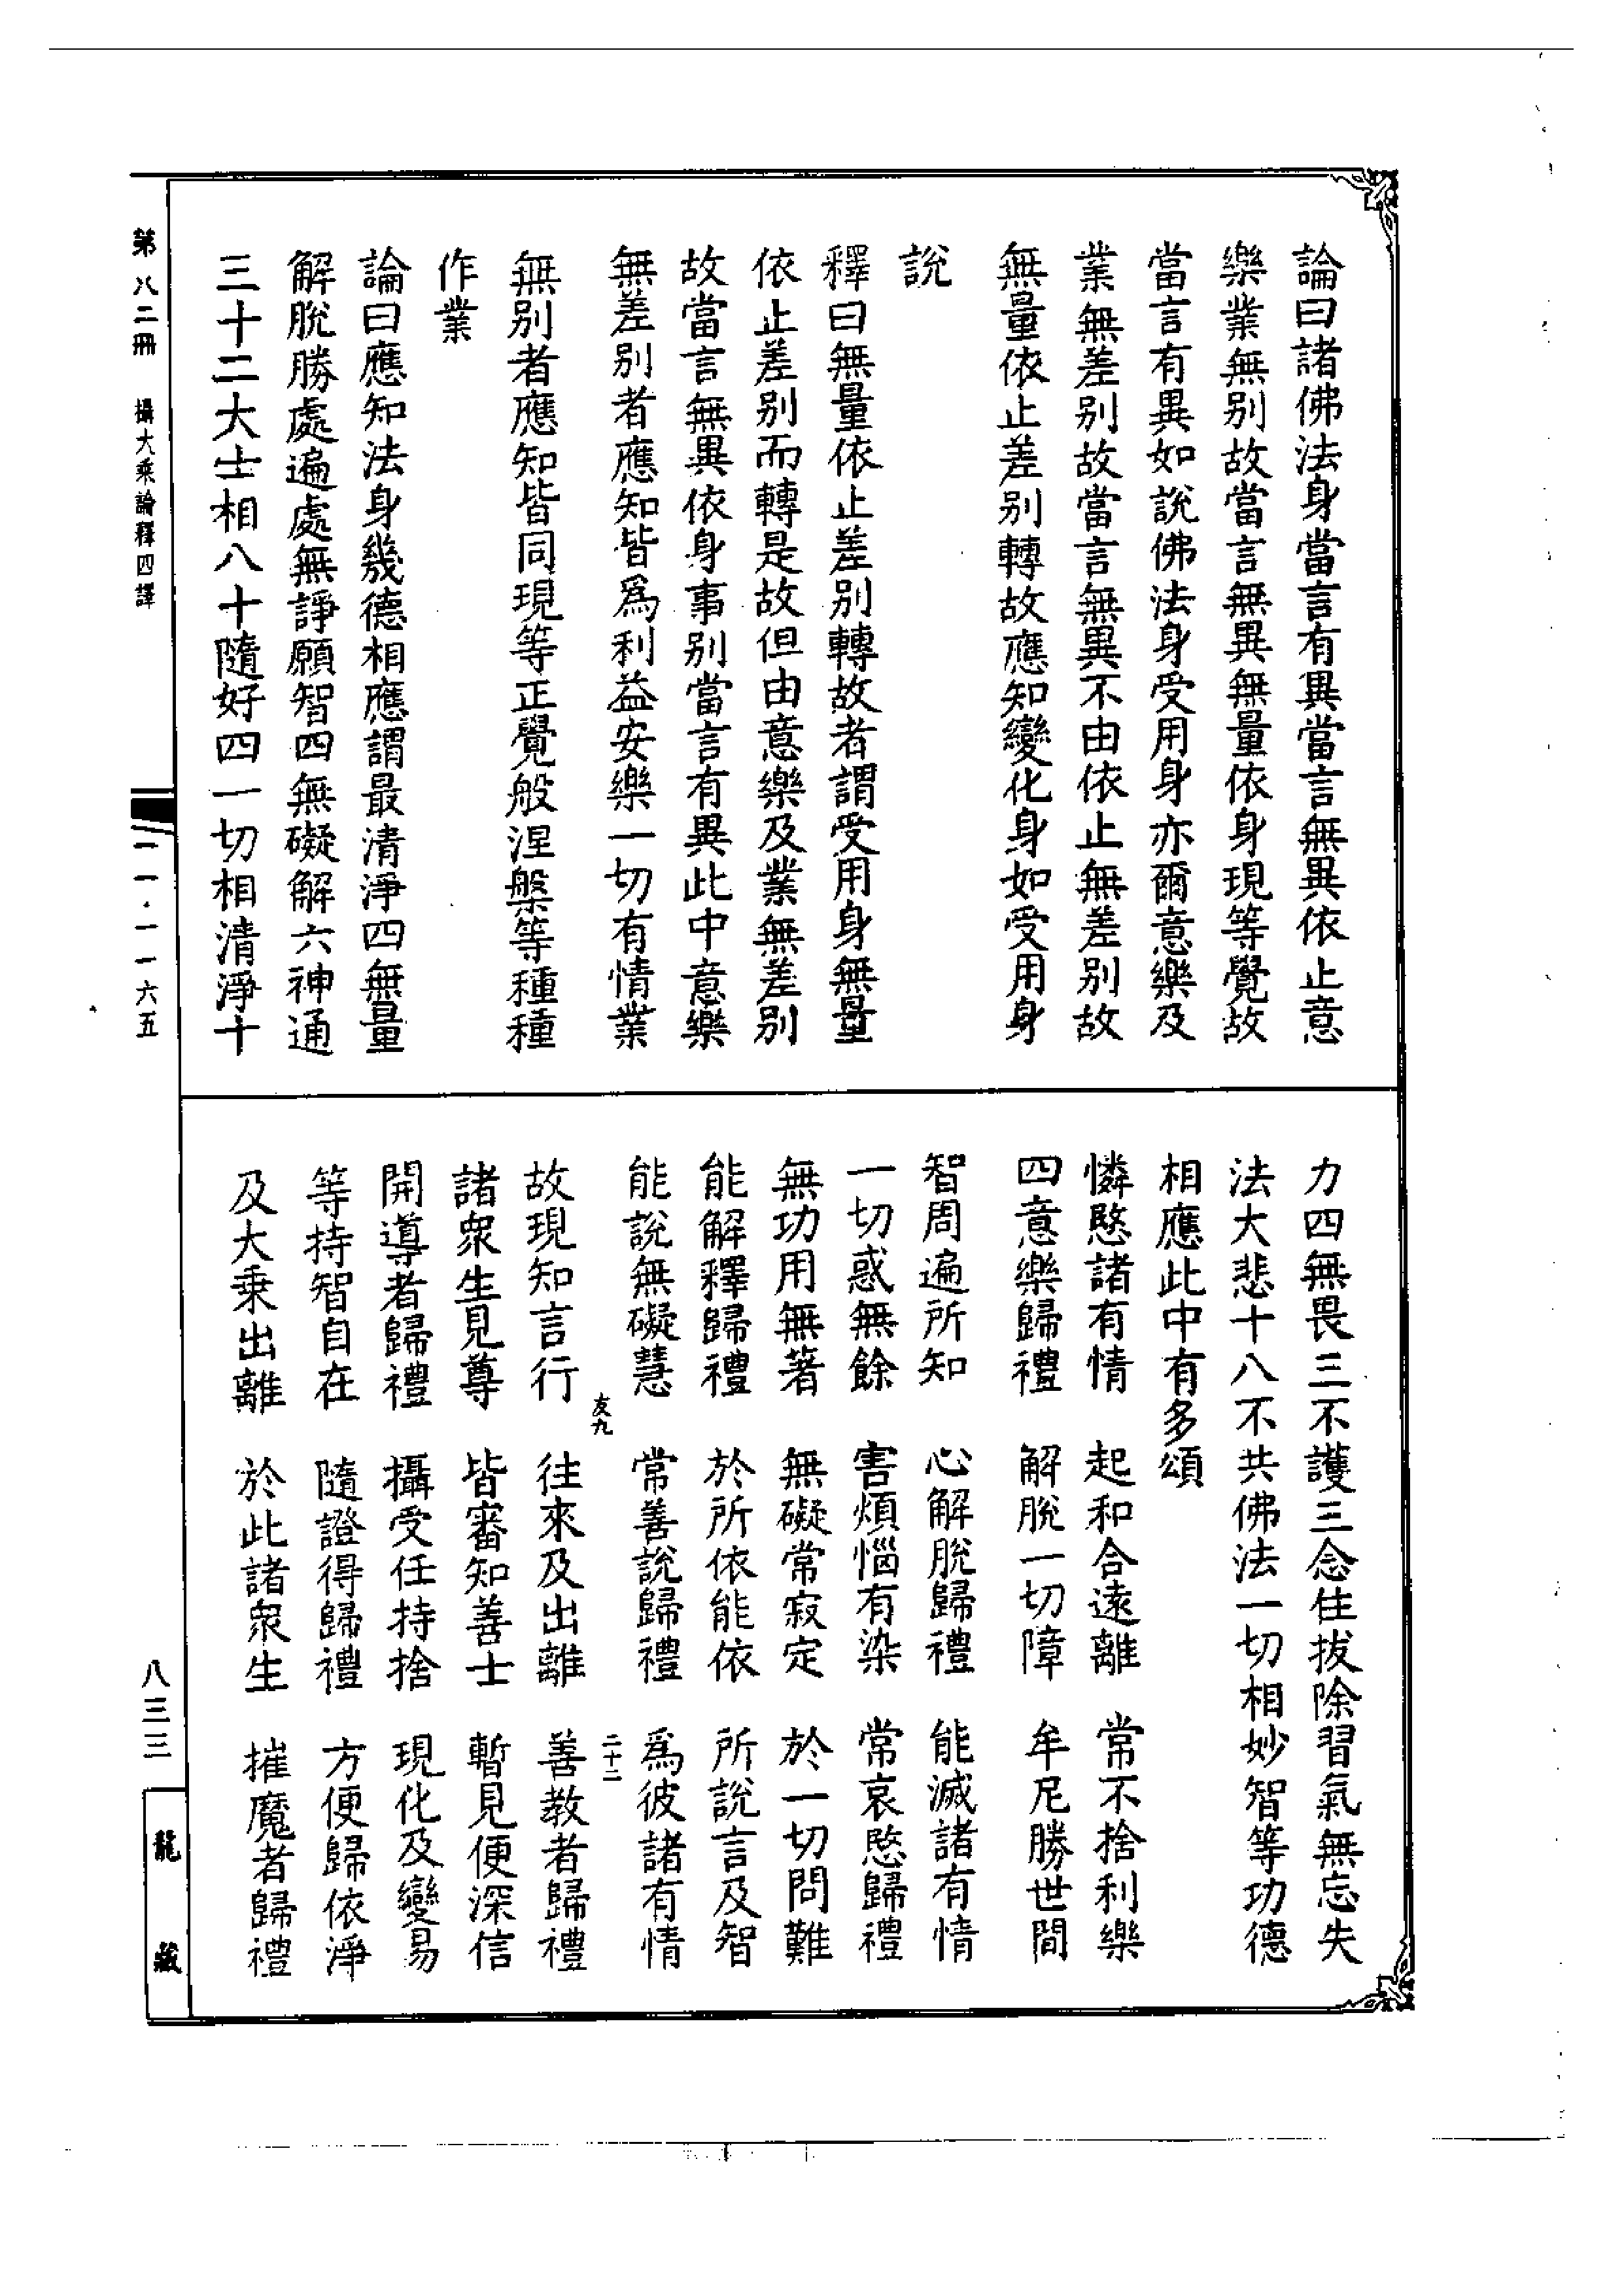 論曰諸佛法身當言有異當言無異依止意
樂業無別故當言無異無量依身現等覺故
當言有異如說佛法身受用身亦爾意樂及
業無差別故當言無異不由依止無差別故
無量依止差別轉故應知變化身如受用身
說
釋曰無量依止差別轉故者謂受用身無量
依止差別而轉是故但由意樂及業無差別
故當言無異依身事別當言有異此中意樂
無差別者應知皆爲利益安樂一切有情業
無別者應知皆同現等正覺般涅槃等種種
作業
論曰應知法身幾德相應謂最清淨四無量
解脫勝處遍處無諍願智四無礙解六神通
三十二大士相八十隨好四一切相清淨十
力四無畏三不護三念住拔除習氣無忘失
法大悲十八不共佛法一切相妙智等功德
相應此中有多頌
憐愍諸有情　起和合遠離　常不捨利樂
四意樂歸禮　解脫一切障　牟尼勝世間
智周遍所知　心解脫歸禮　能滅諸有情
一切惑無餘　害煩惱有染　常哀愍歸禮
無功用無著　無礙常寂定　於一切問難
能解釋歸禮　於所依能依　所說言及智
能說無礙慧　常善說歸禮　爲彼諸有情
友九　二十二
故現知言行　往來及出離　善教者歸禮
諸衆生見尊　皆審知善士　暫見便深信
開導者歸禮　攝受任持捨　現化及變易
等持智自在　隨證得歸禮　方便歸依淨
及大乘出離　於此諸衆生　摧魔者歸禮
第八二冊　攝大乘論釋四譯
一一·一一六五
八三三
龍藏